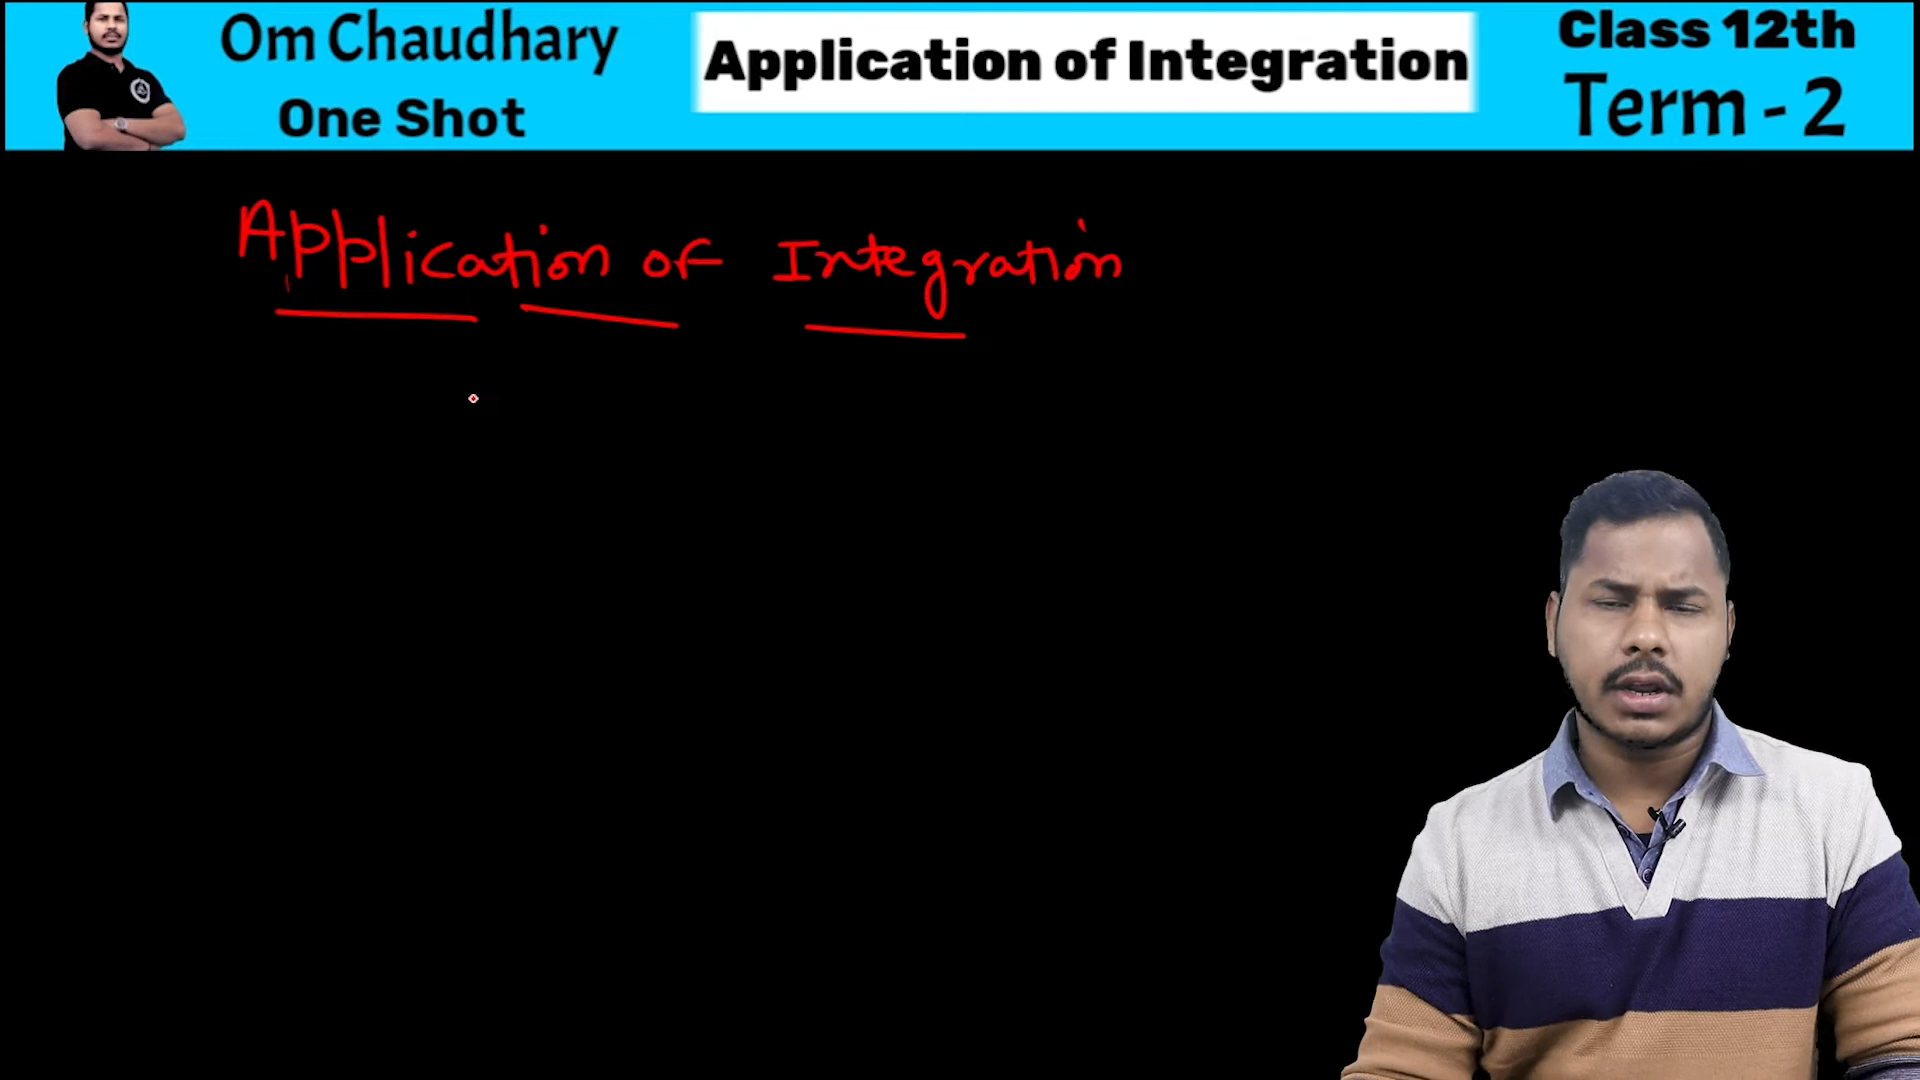 Om Chaudhary
One Shot
Application of Integration
Class 12th
Term - 2
Application of Integration